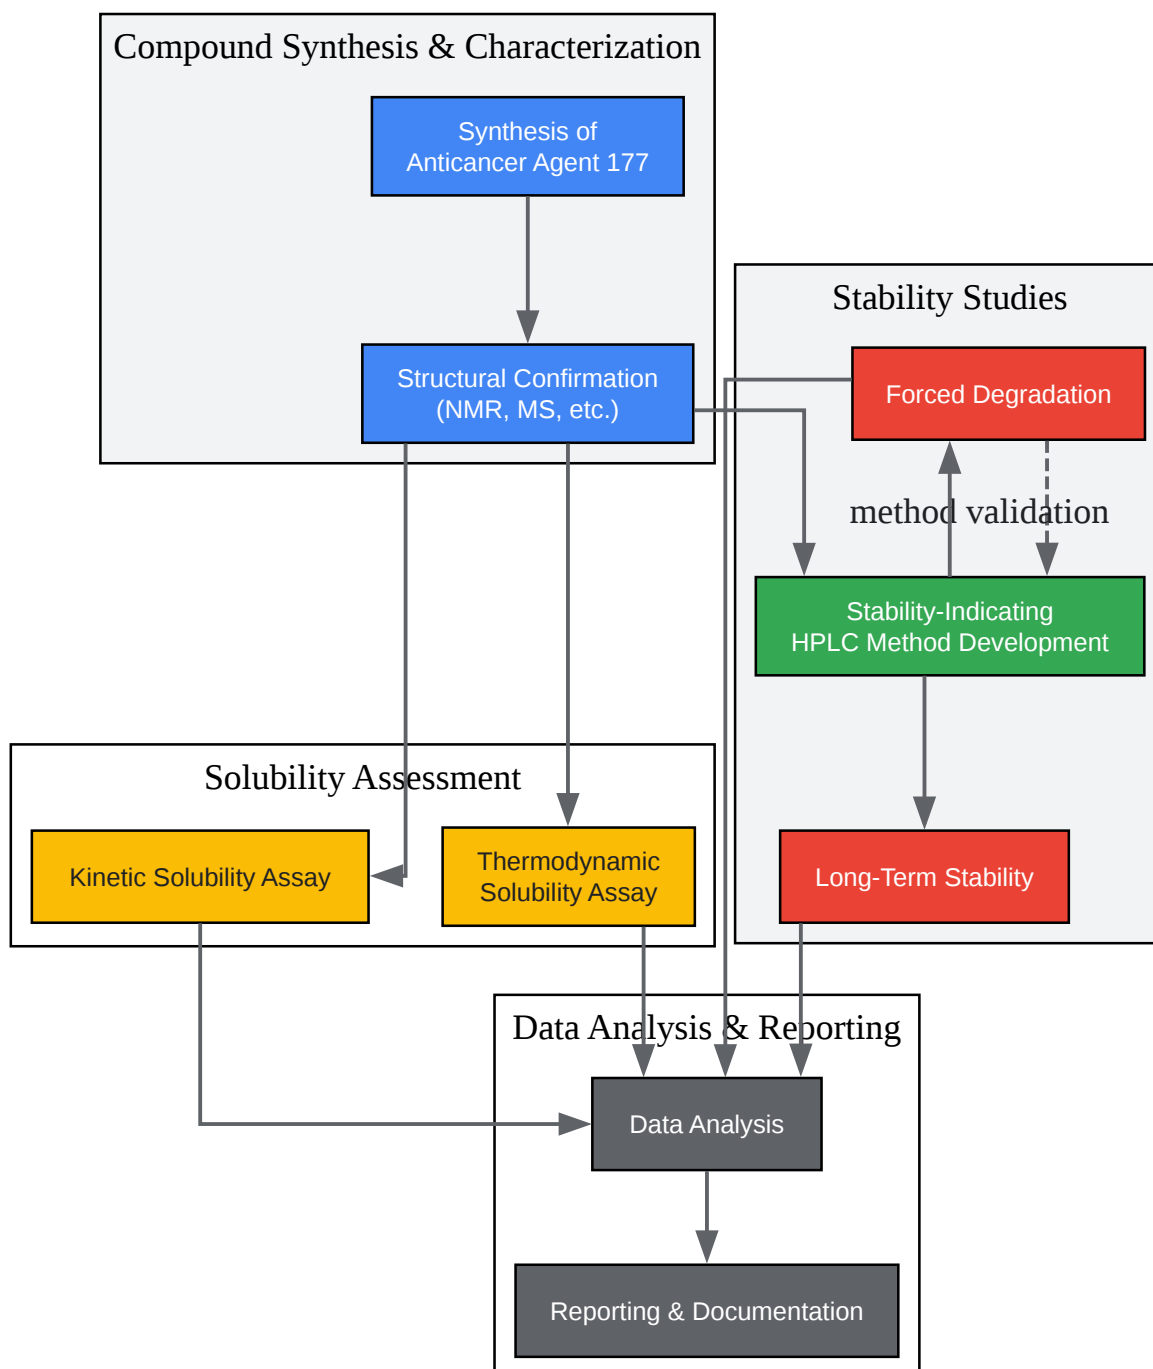 Compound Synthesis & Characterization
Synthesis of
Anticancer Agent 177
Structural Confirmation
(NMR, MS, etc.)
Stability Studies
Forced Degradation
method validation
Stability-Indicating
HPLC Method Development
Long-Term Stability
Solubility Assessment
Kinetic Solubility Assay
Thermodynamic
Solubility Assay
Data Analysis & Reporting
Data Analysis
Reporting & Documentation